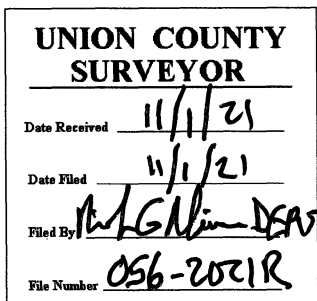 UNION COUNTY
SURVEYOR
Date Received 11/1/21
Date Filed 11/1/21
Filed By
File Number 056-2021R